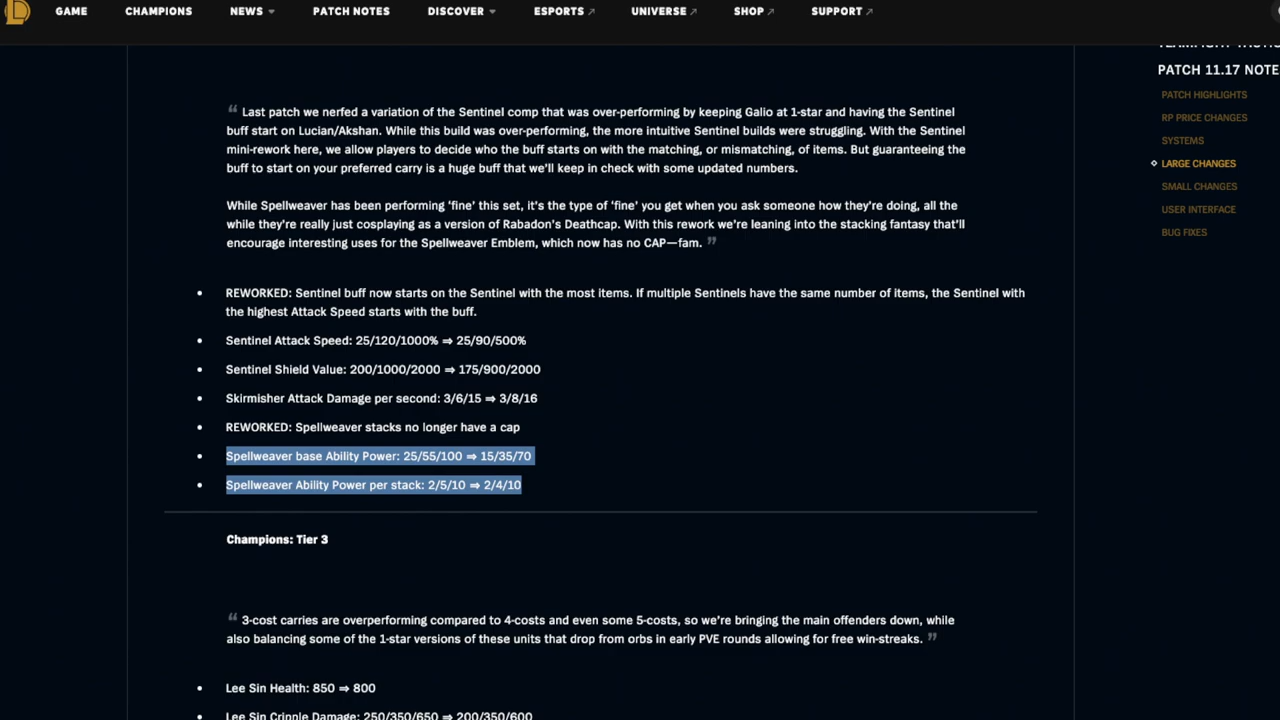 GAME CHAMPIONS NEWS PATCH NOTES DISCOVER ESPORTS UNIVERSE SHOP SUPPORT
PATCH 11.17 NOTE
PATCH HIGHLIGHTS
RP PRICE CHANGES
SYSTEMS
LARGE CHANGES
SMALL CHANGES
USER INTERFACE
BUG FIXES
“ Last patch we nerfed a variation of the Sentinel comp that was over-performing by keeping Galio at 1-star and having the Sentinel
buff start on Lucian/Akshan. While this build was over-performing, the more intuitive Sentinel builds were struggling. With the Sentinel
mini-rework here, we allow players to decide who the buff starts on with the matching, or mismatching, of items. But guaranteeing the
buff to start on your preferred carry is a huge buff that we’ll keep in check with some updated numbers.
While Spellweaver has been performing ‘fine’ this set, it’s the type of ‘fine’ you get when you ask someone how they’re doing, all the
while they’re really just cosplaying as a version of Rabadon’s Deathcap. With this rework we’re leaning into the stacking fantasy that’ll
encourage interesting uses for the Spellweaver Emblem, which now has no CAP—fam. ”
• REWORKED: Sentinel buff now starts on the Sentinel with the most items. If multiple Sentinels have the same number of items, the Sentinel with
the highest Attack Speed starts with the buff.
• Sentinel Attack Speed: 25/120/1000% ⇒ 25/90/500%
• Sentinel Shield Value: 200/1000/2000 ⇒ 175/900/2000
• Skirmisher Attack Damage per second: 3/6/15 ⇒ 3/8/16
• REWORKED: Spellweaver stacks no longer have a cap
• Spellweaver base Ability Power: 25/55/100 ⇒ 15/35/70
• Spellweaver Ability Power per stack: 2/5/10 ⇒ 2/4/10
Champions: Tier 3
“ 3-cost carries are overperforming compared to 4-costs and even some 5-costs, so we’re bringing the main offenders down, while
also balancing some of the 1-star versions of these units that drop from orbs in early PVE rounds allowing for free win-streaks. ”
• Lee Sin Health: 850 ⇒ 800
• Lee Sin Cripple Damage: 250/350/650 ⇒ 200/350/600